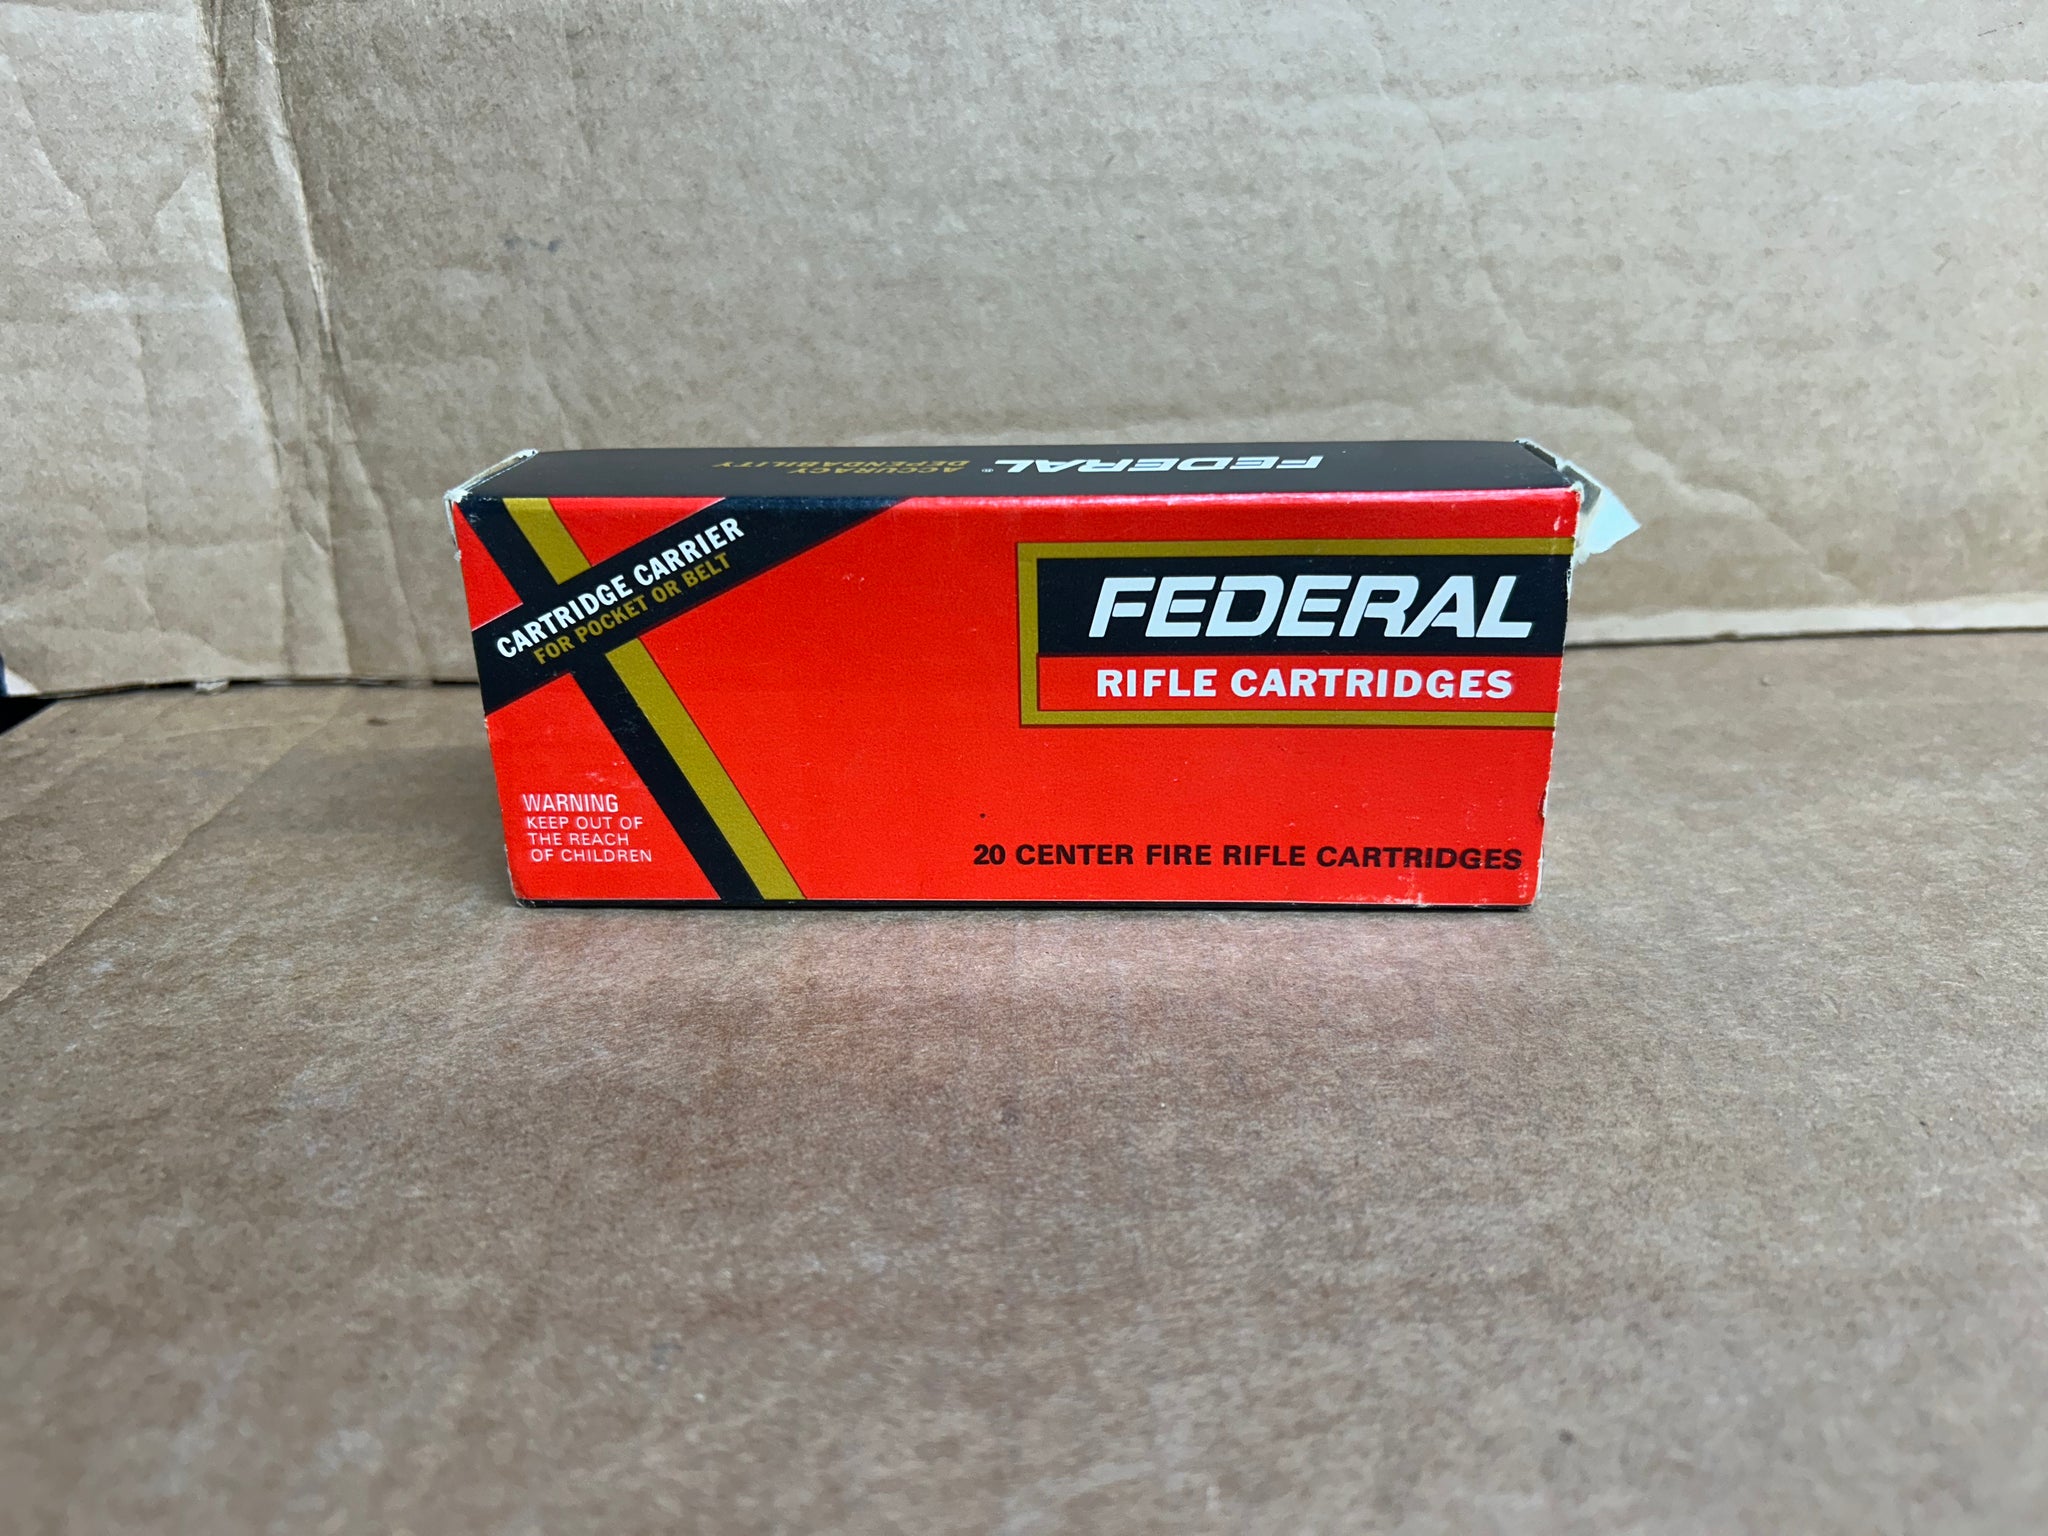 FEDERAL®
ACCURACY
DEPENDABILITY
CARTRIDGE CARRIER
FOR POCKET OR BELT
FEDERAL
RIFLE CARTRIDGES
WARNING
KEEP OUT OF
THE REACH
OF CHILDREN
20 CENTER FIRE RIFLE CARTRIDGES